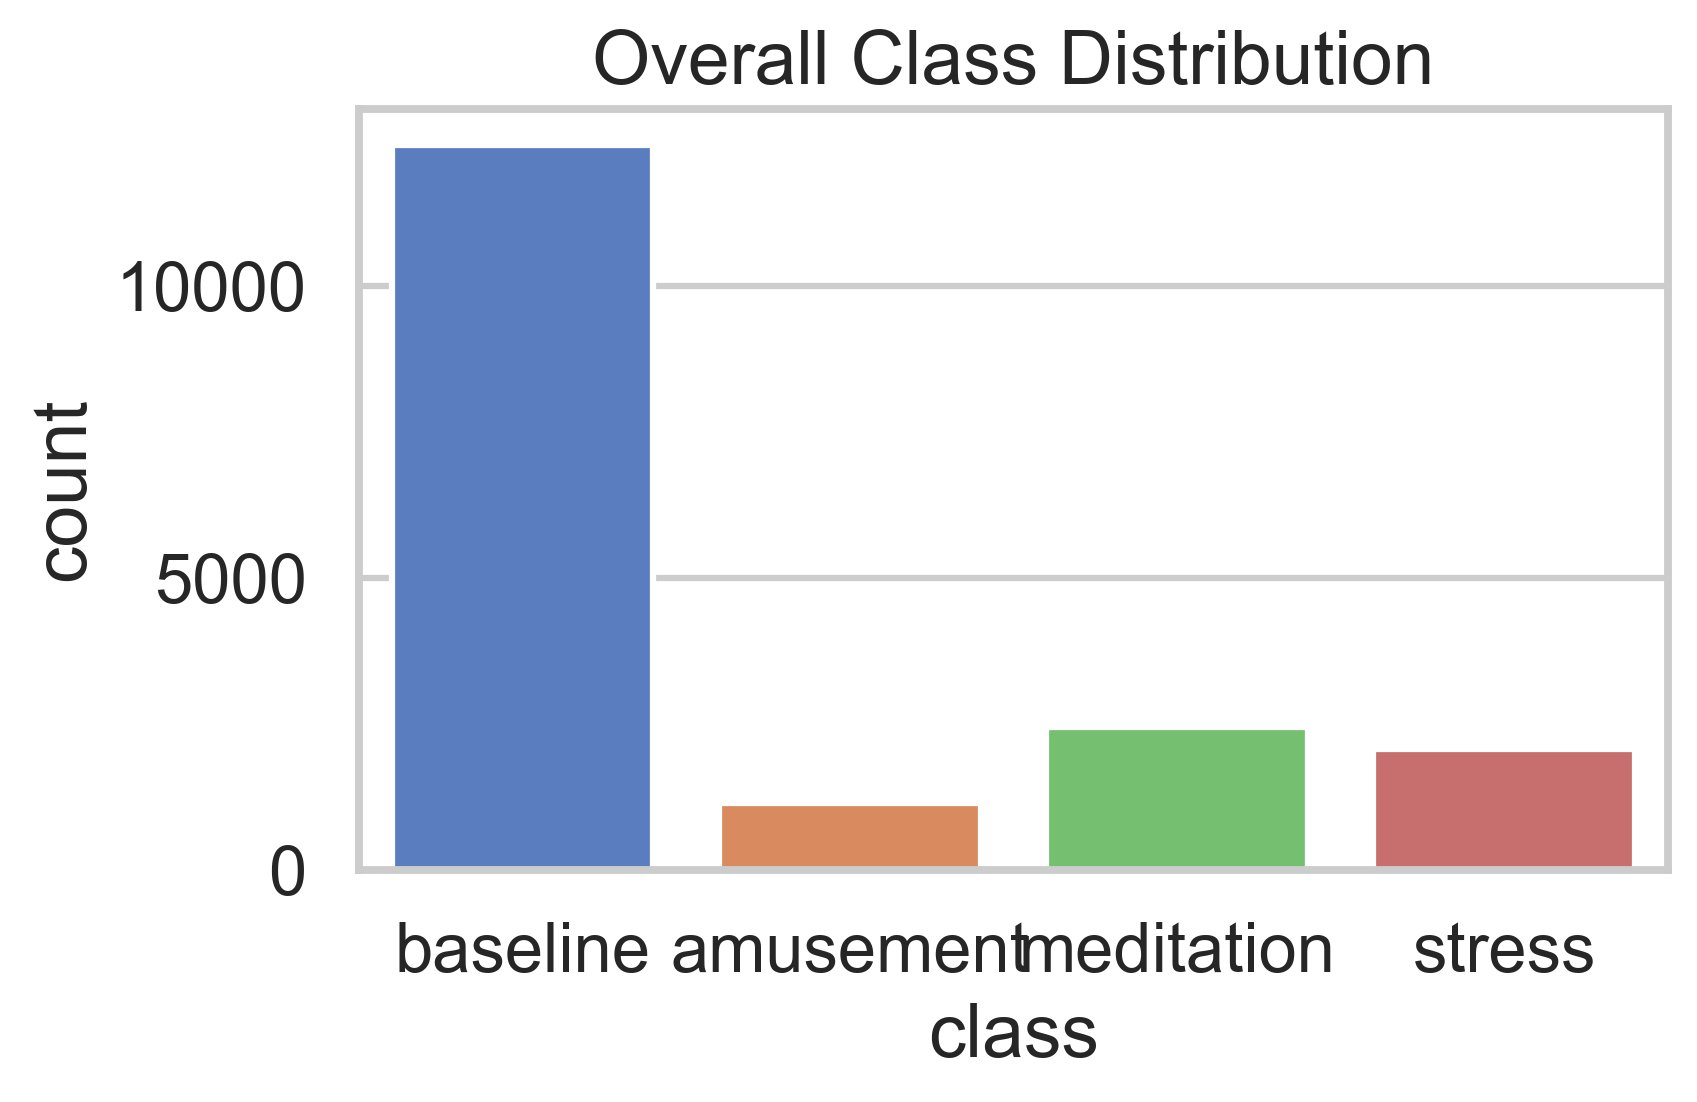 Overall Class Distribution
count
10000
5000
0
baseline amusement meditation stress
class